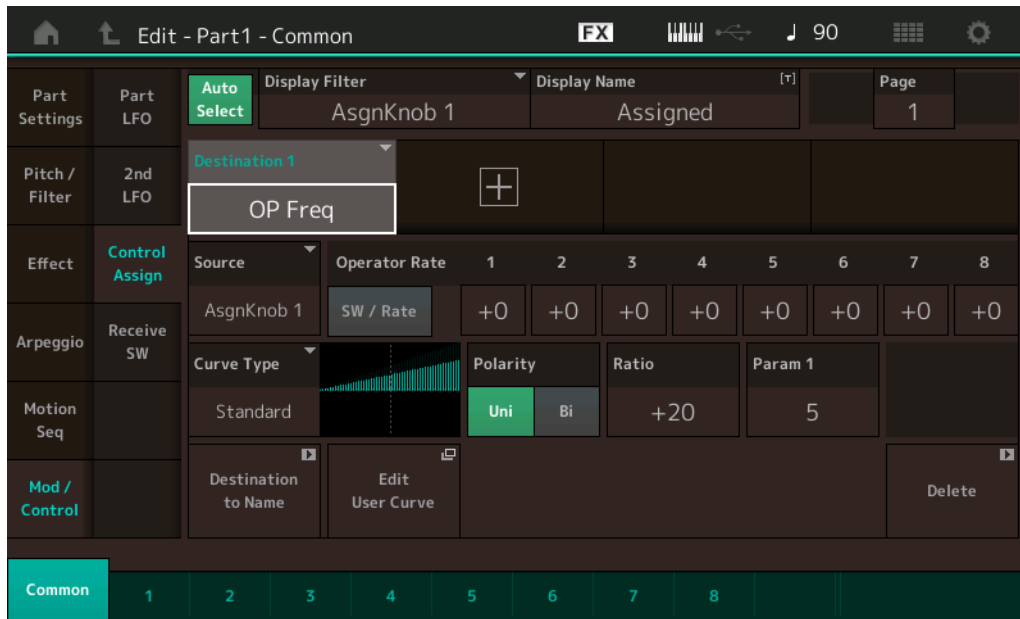 Edit - Part1 - Common
FX
90
Part
Settings
Part
LFO
Auto
Select
Display Filter
AsgnKnob 1
Display Name
[T]
Assigned
Page
1
Pitch /
Filter
2nd
LFO
Destination 1
OP Freq
Effect
Control
Assign
Source
AsgnKnob 1
Operator Rate 1 2 3 4 5 6 7 8
SW / Rate +0 +0 +0 +0 +0 +0 +0 +0
Arpeggio
Receive
SW
Curve Type
Standard
Polarity
Uni Bi
Ratio
+20
Param 1
5
Motion
Seq
Mod /
Control
Destination
to Name
Edit
User Curve
Delete
Common 1 2 3 4 5 6 7 8